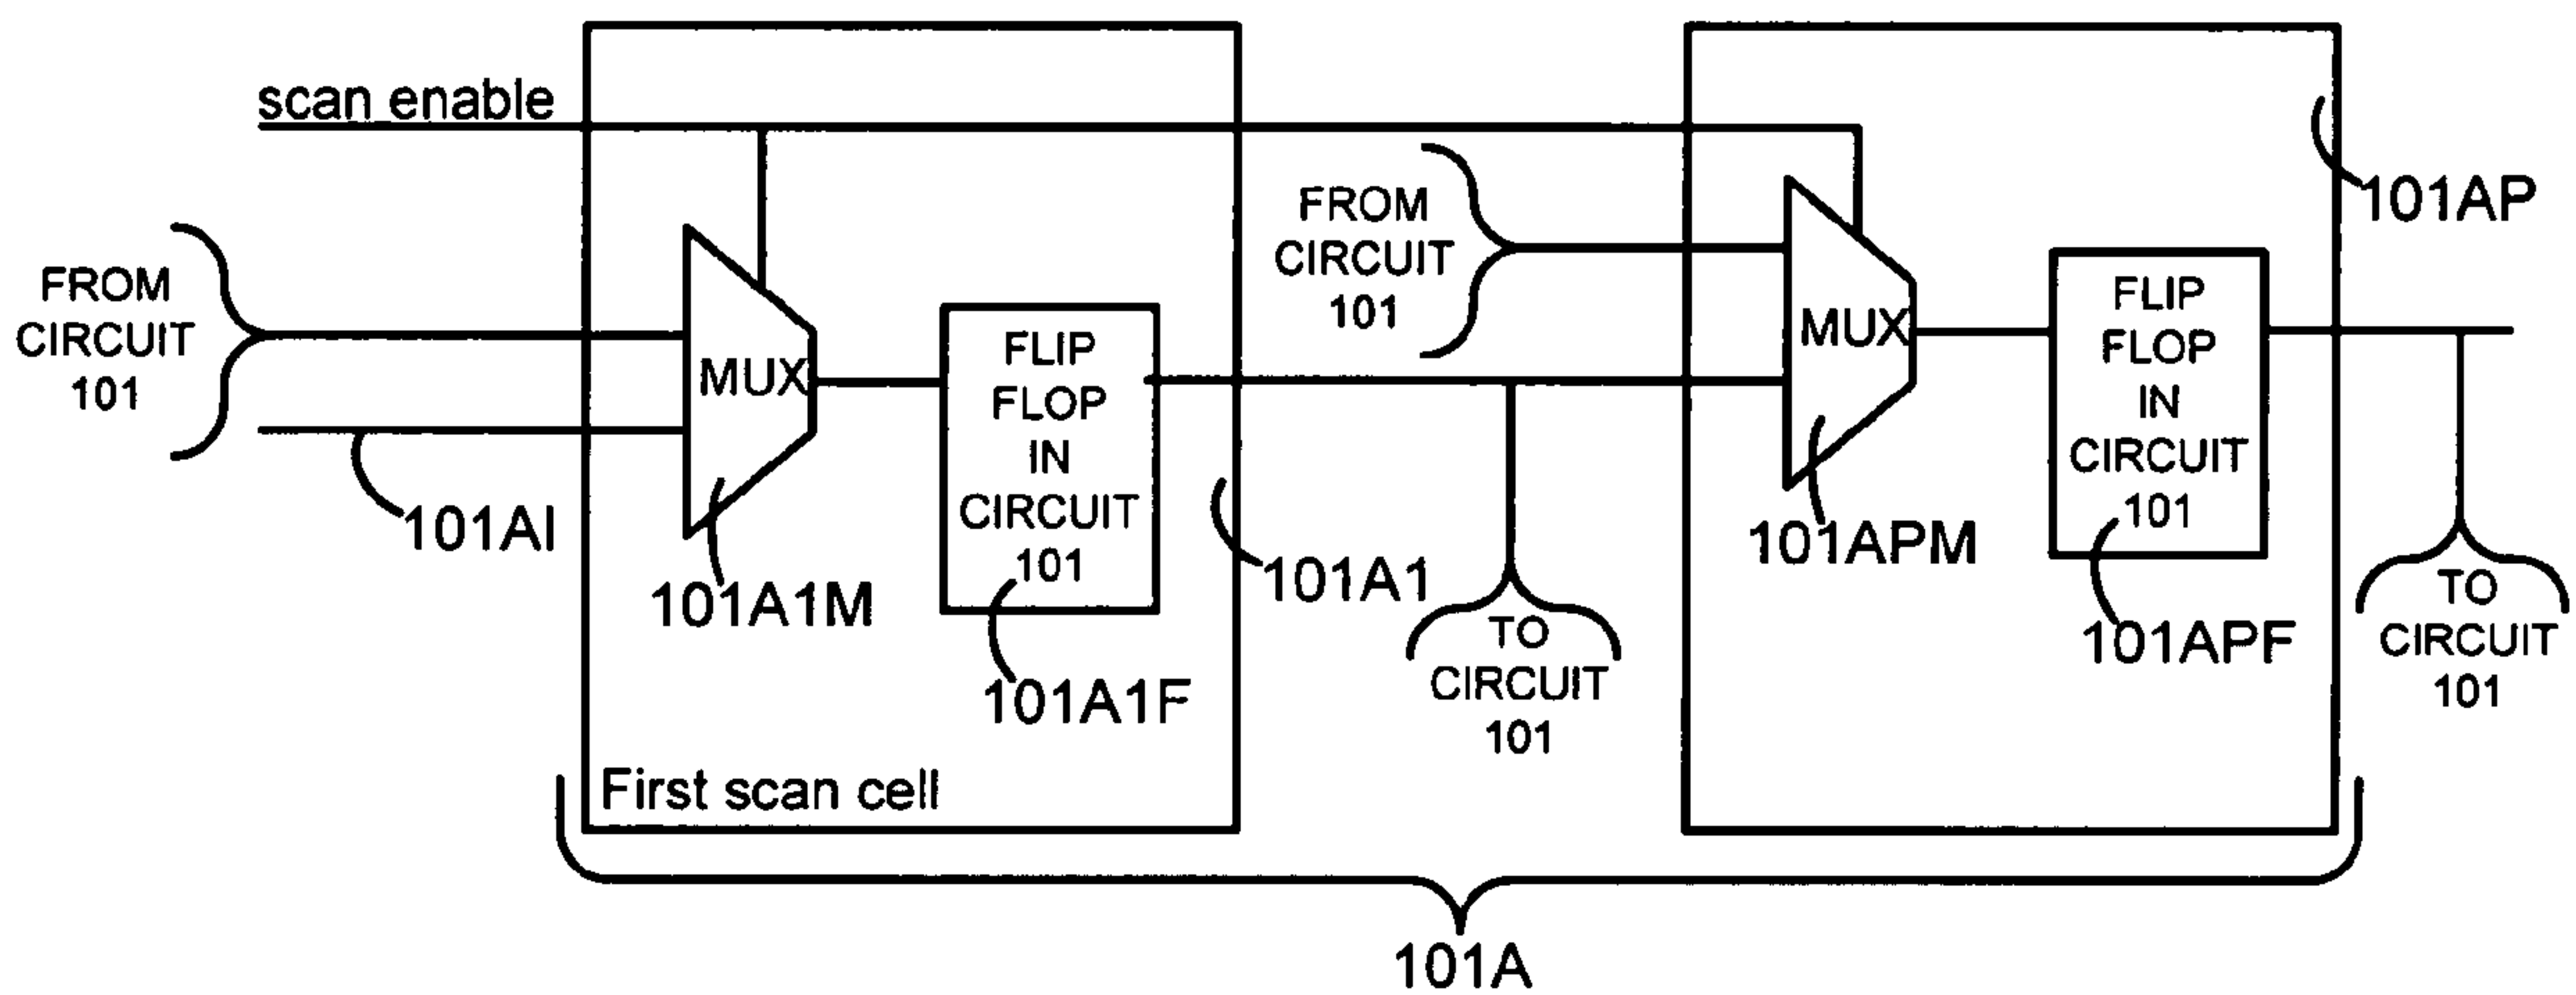 scan enable
FROM
CIRCUIT
101
101AI
MUX
101A1M
FLIP
FLOP
IN
CIRCUIT
101
101A1F
First scan cell
101A1
FROM
CIRCUIT
101
TO
CIRCUIT
101
MUX
101APM
FLIP
FLOP
IN
CIRCUIT
101
101APF
101AP
TO
CIRCUIT
101
101A